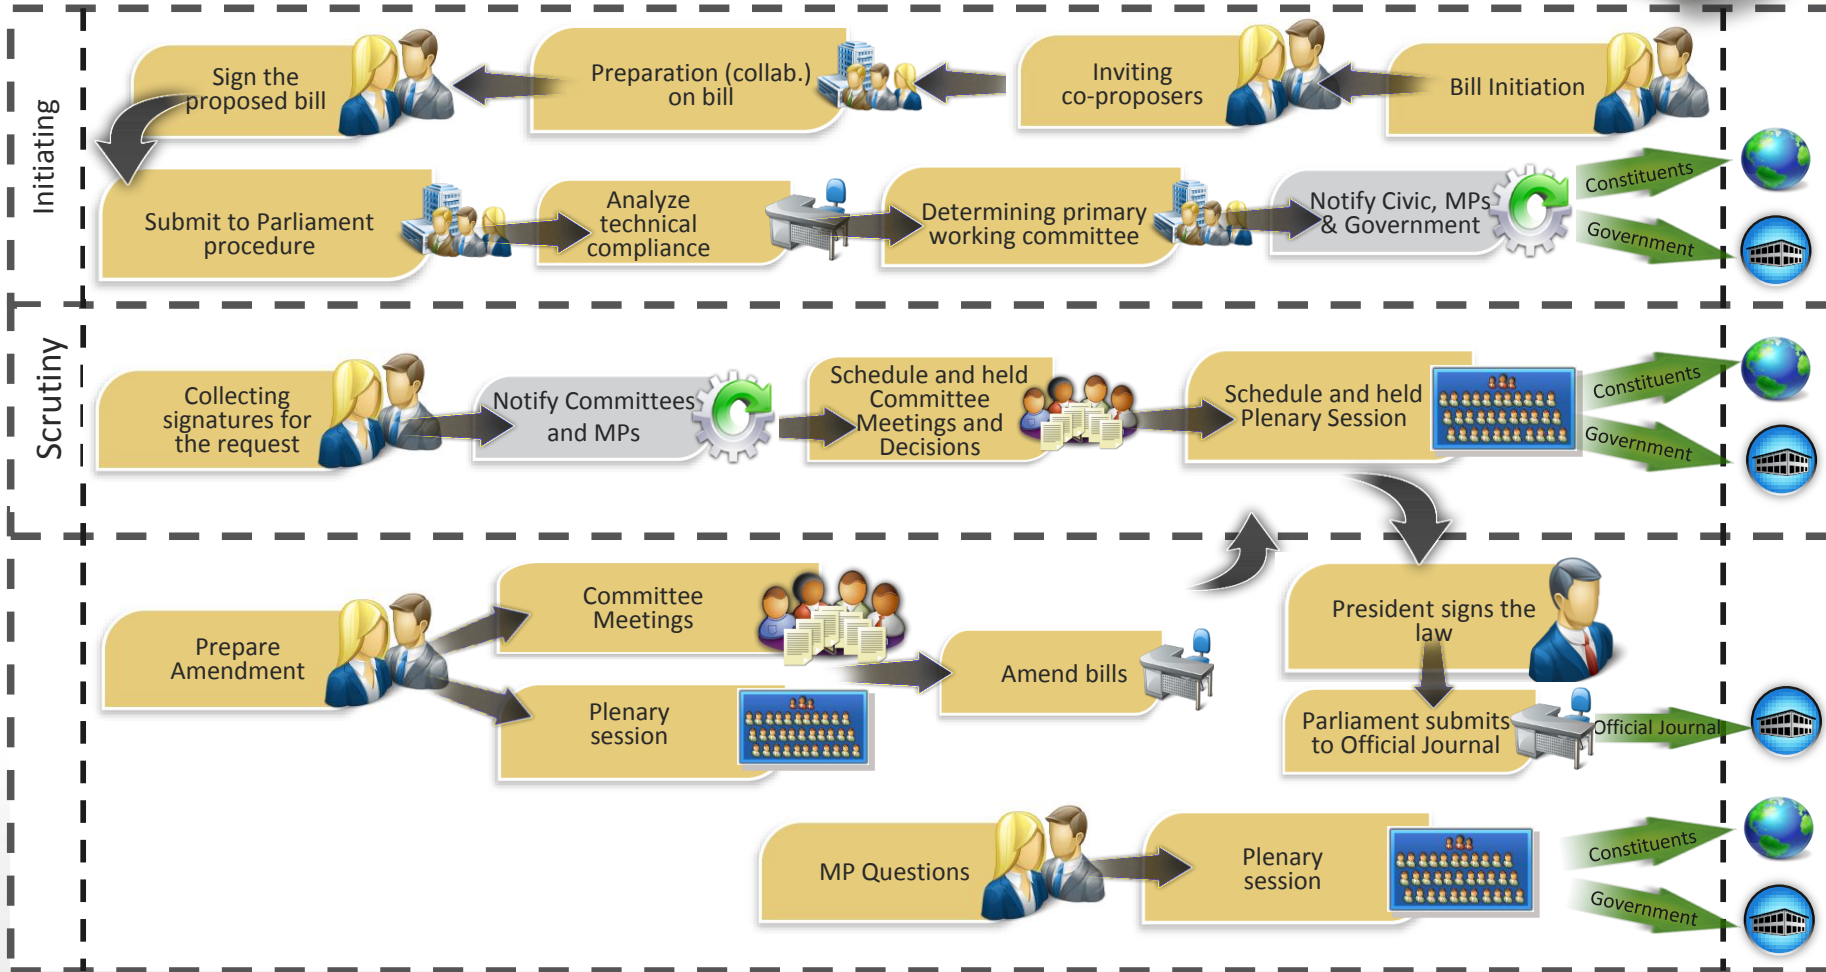 Initiating
Sign the
proposed bill
Preparation (collab.)
on bill
Inviting
co-proposers
Bill Initiation
Submit to Parliament
procedure
Analyze
technical
compliance
Determining primary
working committee
Notify Civic, MPs
& Government
Constituents
Government
Scrutiny
Collecting
signatures for
the request
Notify Committees
and MPs
Schedule and held
Committee
Meetings and
Decisions
Schedule and held
Plenary Session
Constituents
Government
Prepare
Amendment
Committee
Meetings
Plenary
session
Amend bills
President signs the
law
Parliament submits
to Official Journal
Official Journal
MP Questions
Plenary
session
Constituents
Government